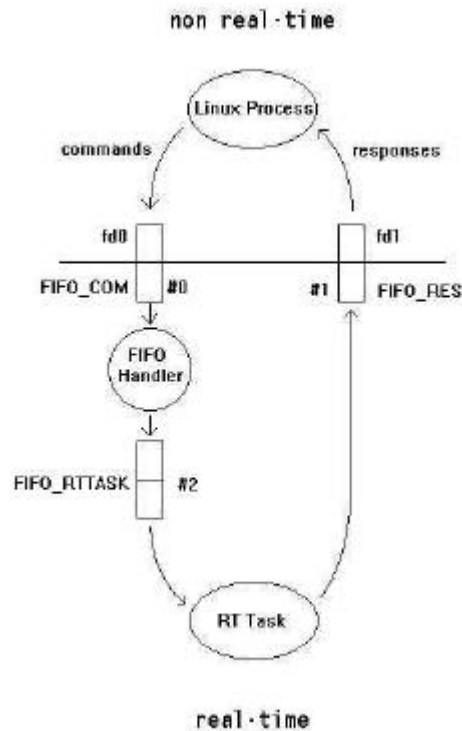 non real-time
Linux Process
commands
responses
fd0
fd1
FIFO_COM
#0
#1
FIFO_RES
FIFO
Handler
FIFO_RTTASK
#2
RT Task
real-time